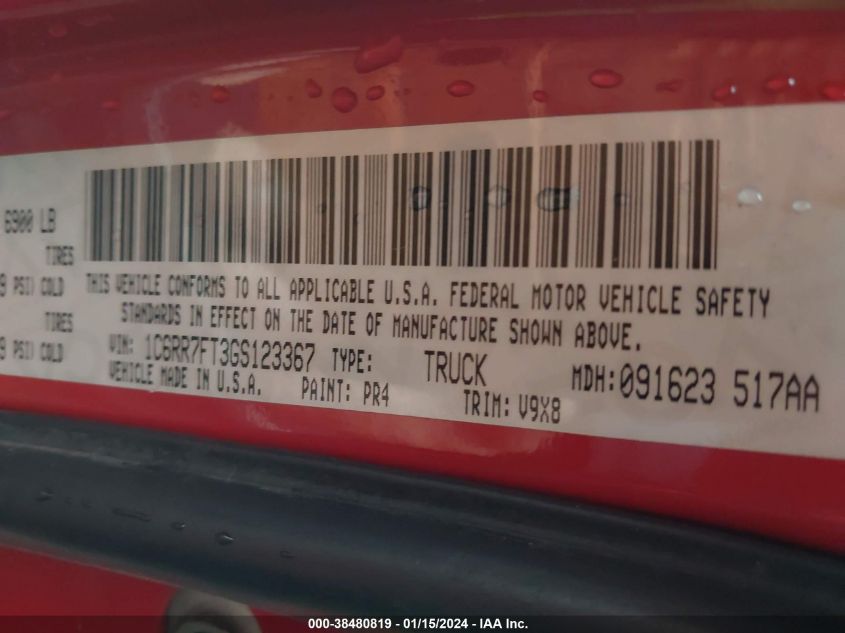 6900 LB
TIRES
9 PSI) COLD
TIRES
9 PSI) COLD
THIS VEHICLE CONFORMS TO ALL APPLICABLE U.S.A. FEDERAL MOTOR VEHICLE SAFETY
STANDARDS IN EFFECT ON THE DATE OF MANUFACTURE SHOWN ABOVE.
VIN: 1C6RR7FT3GS123367 TYPE: TRUCK MDH:091623 517AA
VEHICLE MADE IN U.S.A. PAINT: PR4 TRIM: V9X8
000-38480819 - 01/15/2024 - IAA Inc.